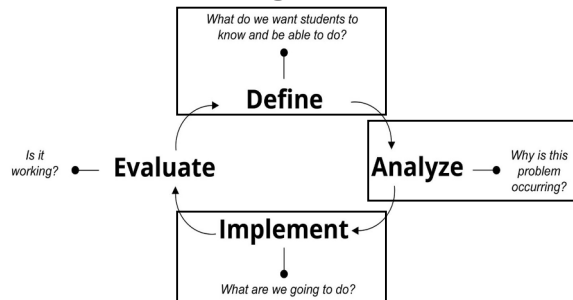 What do we want students to
know and be able to do?
Define
Is it
working?
Evaluate
Analyze
Why is this
problem
occurring?
Implement
What are we going to do?